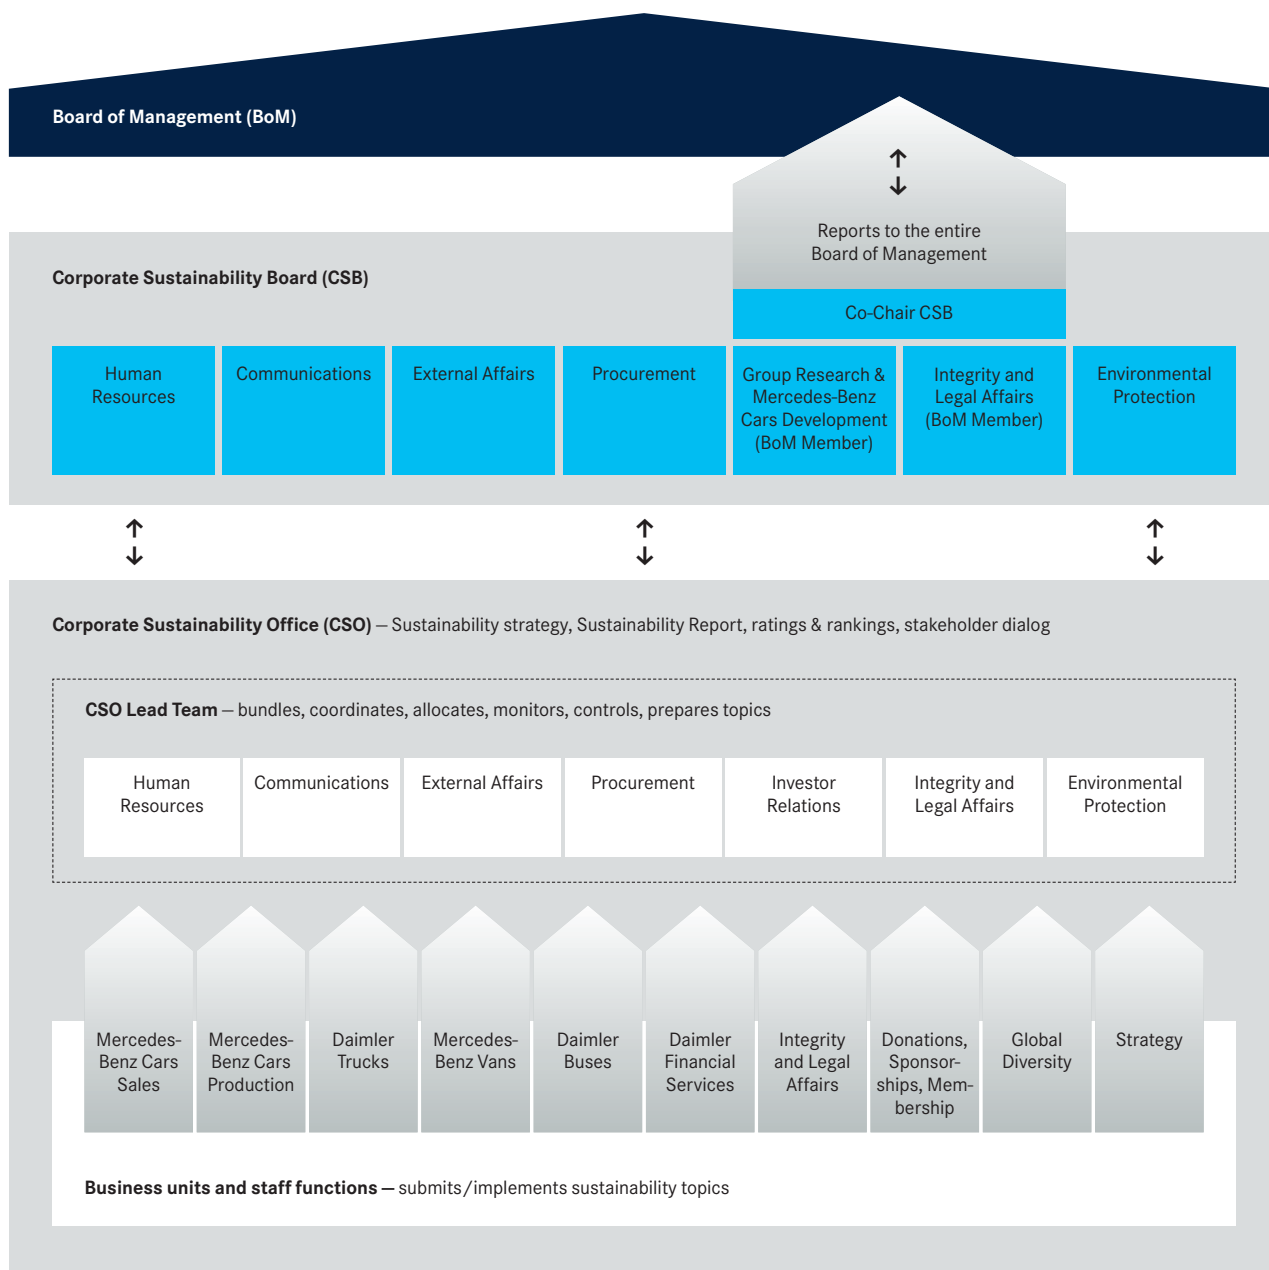 Board of Management (BoM)
↑
↓
Reports to the entire
Board of Management
Corporate Sustainability Board (CSB)
Co-Chair CSB
Human
Resources
Communications
External Affairs
Procurement
Group Research &
Mercedes-Benz
Cars Development
(BoM Member)
Integrity and
Legal Affairs
(BoM Member)
Environmental
Protection
↑ ↑ ↑
↓ ↓ ↓
Corporate Sustainability Office (CSO) – Sustainability strategy, Sustainability Report, ratings & rankings, stakeholder dialog
CSO Lead Team – bundles, coordinates, allocates, monitors, controls, prepares topics
Human
Resources
Communications
External Affairs
Procurement
Investor
Relations
Integrity and
Legal Affairs
Environmental
Protection
Mercedes-
Benz Cars
Sales
Mercedes-
Benz Cars
Production
Daimler
Trucks
Mercedes-
Benz Vans
Daimler
Buses
Daimler
Financial
Services
Integrity
and Legal
Affairs
Donations,
Sponsor-
ships, Mem-
bership
Global
Diversity
Strategy
Business units and staff functions – submits/implements sustainability topics